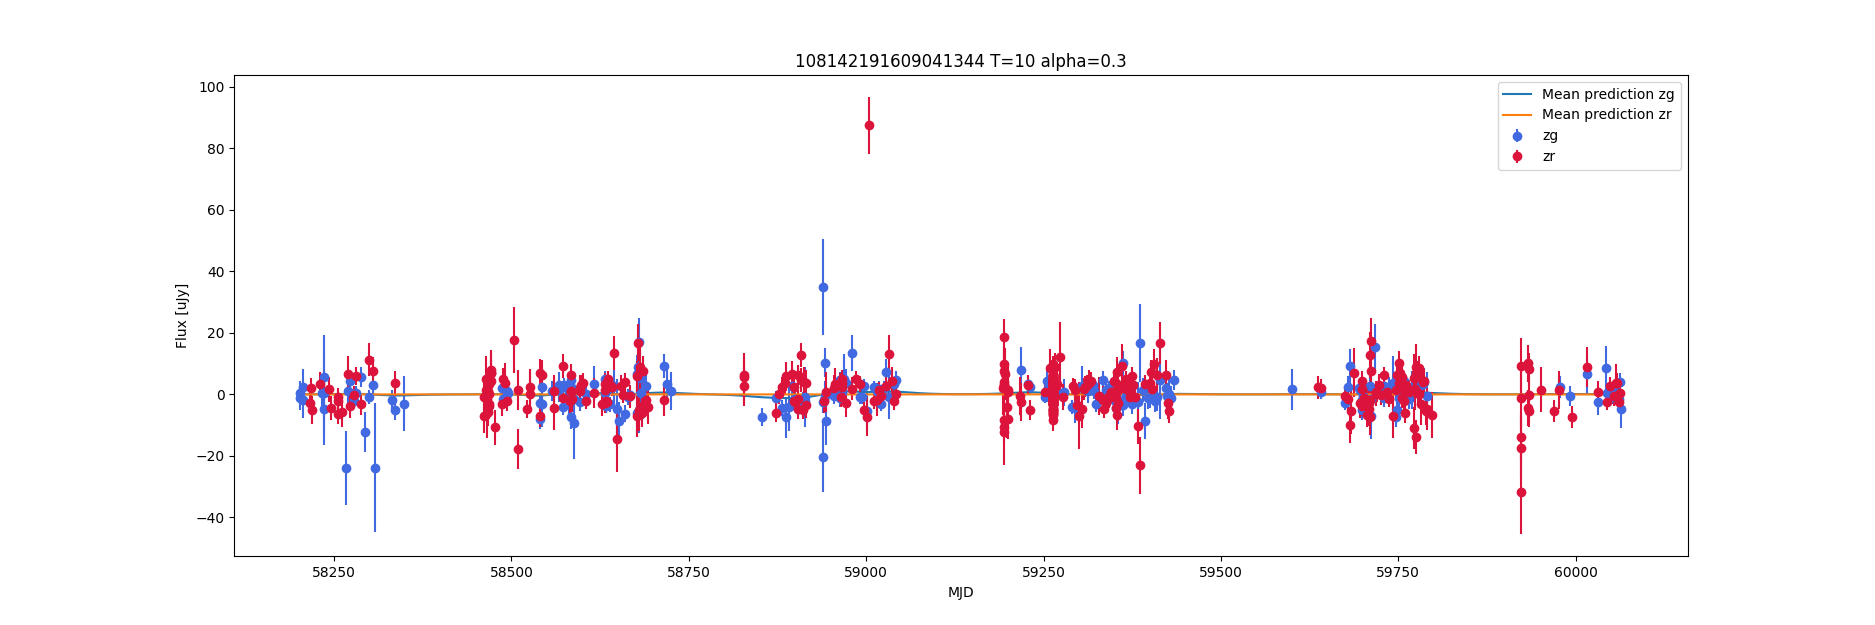 108142191609041344 T=10 alpha=0.3
100
80
60
40
20
0
−20
−40
Flux [uJy]
58250
58500
58750
59000
59250
59500
59750
60000
MJD
Mean prediction zg
Mean prediction zr
zg
zr